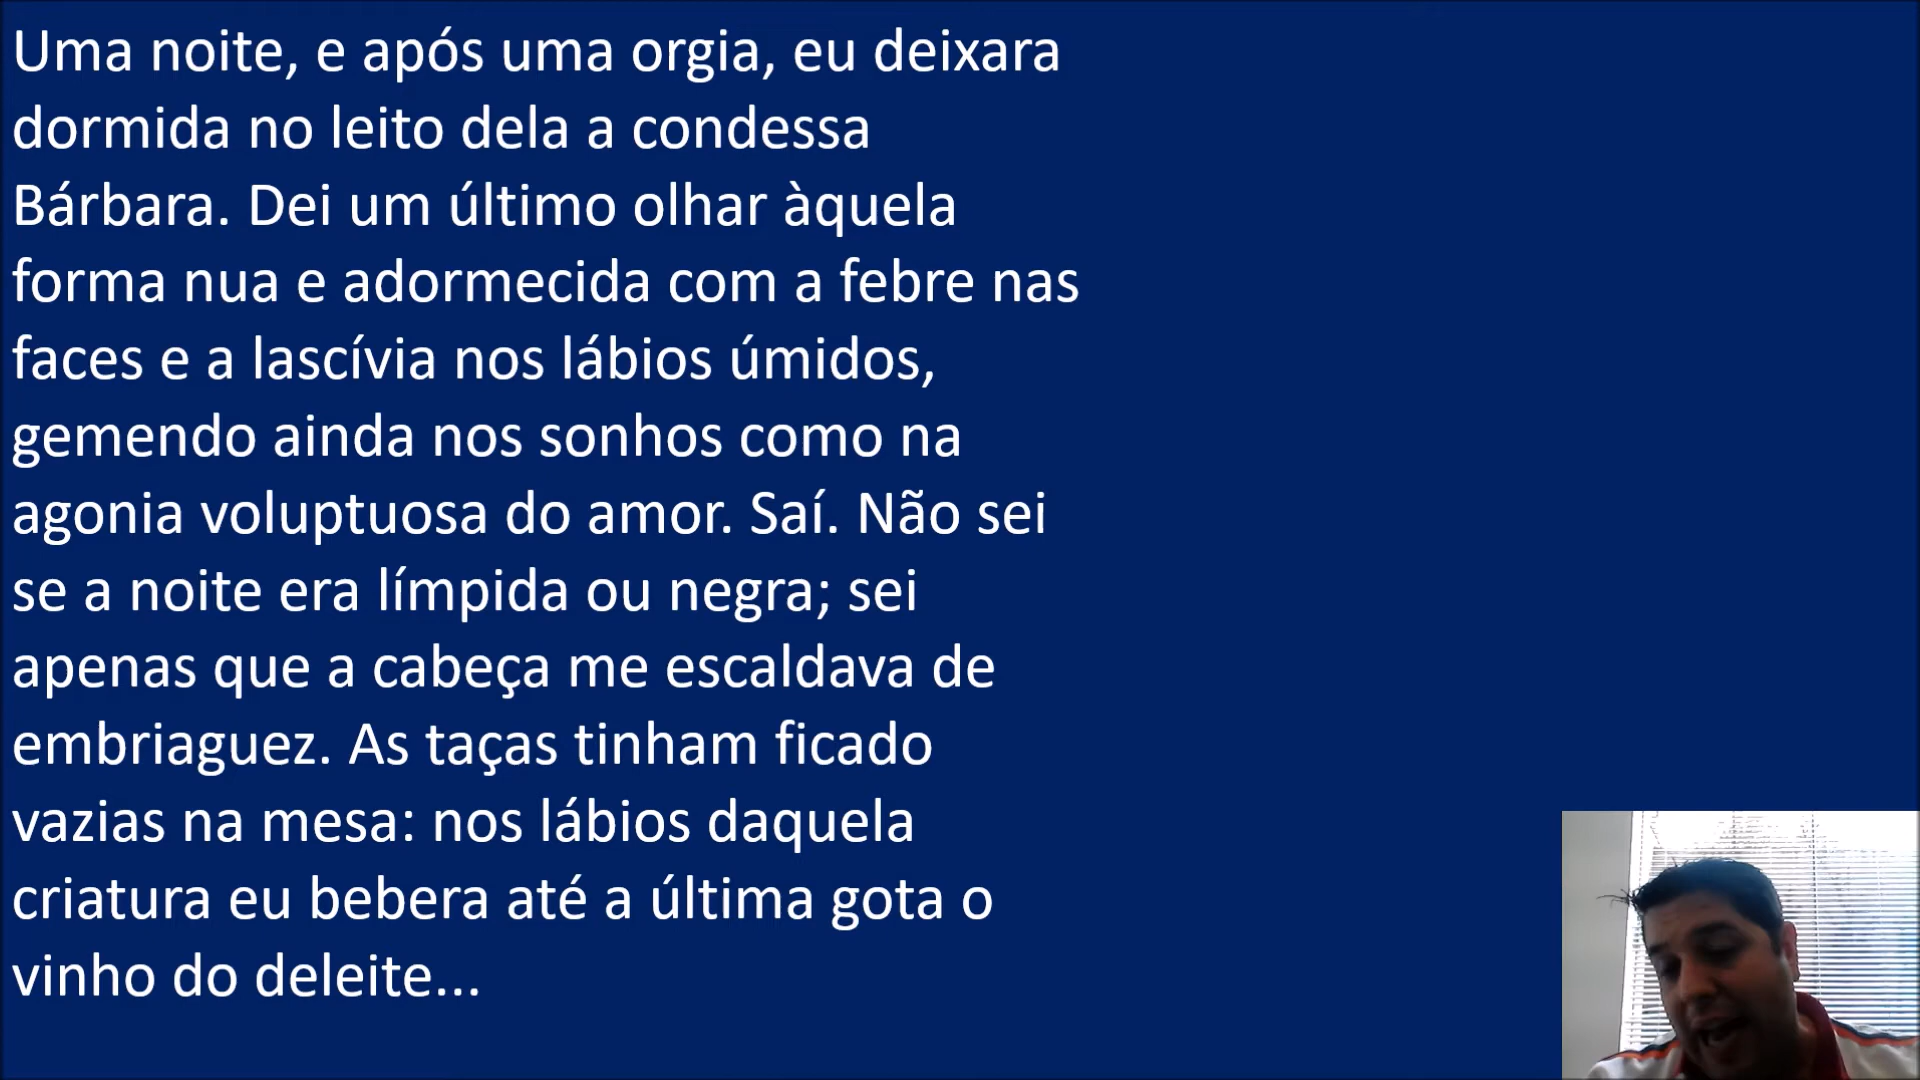 Uma noite, e após uma orgia, eu deixara
dormida no leito dela a condessa
Bárbara. Dei um último olhar àquela
forma nua e adormecida com a febre nas
faces e a lascívia nos lábios úmidos,
gemendo ainda nos sonhos como na
agonia voluptuosa do amor. Saí. Não sei
se a noite era límpida ou negra; sei
apenas que a cabeça me escaldava de
embriaguez. As taças tinham ficado
vazias na mesa: nos lábios daquela
criatura eu bebera até a última gota o
vinho do deleite...